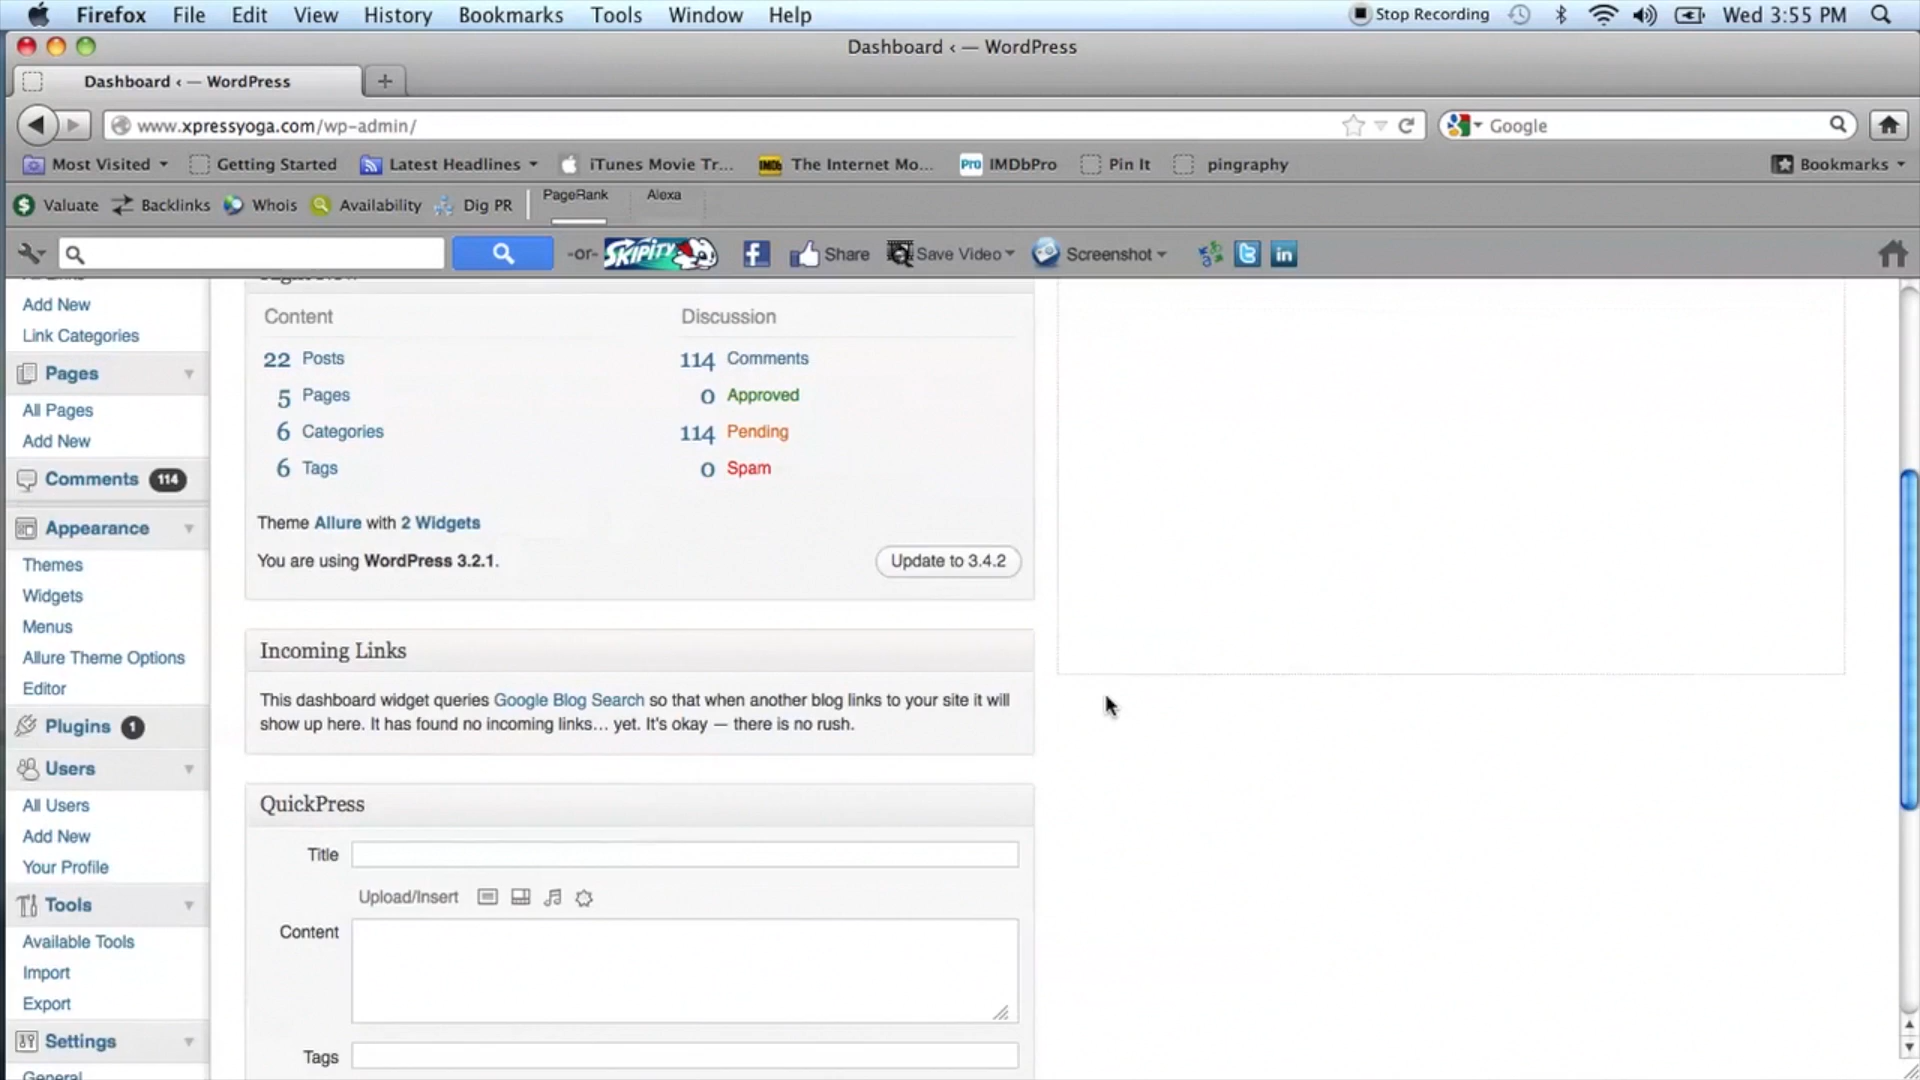 Firefox File Edit View History Bookmarks Tools Window Help Stop Recording Wed 3:55 PM
Dashboard ‹ — WordPress
Dashboard ‹ — WordPress
www.xpressyoga.com/wp-admin/ Google
Most Visited Getting Started Latest Headlines iTunes Movie Tr... IMDb The Internet Mo... Pro IMDbPro Pin It pingraphy Bookmarks
Valuate Backlinks Whois Availability Dig PR PageRank Alexa
-or- SKIPITY Share Save Video Screenshot
Add New
Link Categories
Pages
All Pages
Add New
Comments 114
Appearance
Themes
Widgets
Menus
Allure Theme Options
Editor
Plugins 1
Users
All Users
Add New
Your Profile
Tools
Available Tools
Import
Export
Settings
General
Content Discussion
22 Posts 114 Comments
5 Pages 0 Approved
6 Categories 114 Pending
6 Tags 0 Spam
Theme Allure with 2 Widgets
You are using WordPress 3.2.1. Update to 3.4.2
Incoming Links
This dashboard widget queries Google Blog Search so that when another blog links to your site it will
show up here. It has found no incoming links... yet. It's okay — there is no rush.
QuickPress
Title
Upload/Insert
Content
Tags